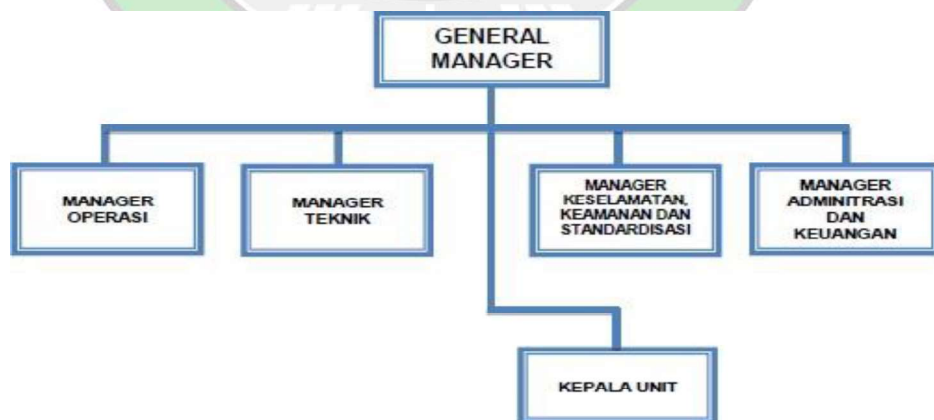 GENERAL
MANAGER
MANAGER
OPERASI
MANAGER
TEKNIK
MANAGER
KESELAMATAN,
KEAMANAN DAN
STANDARDISASI
MANAGER
ADMINITRASI
DAN
KEUANGAN
KEPALA UNIT